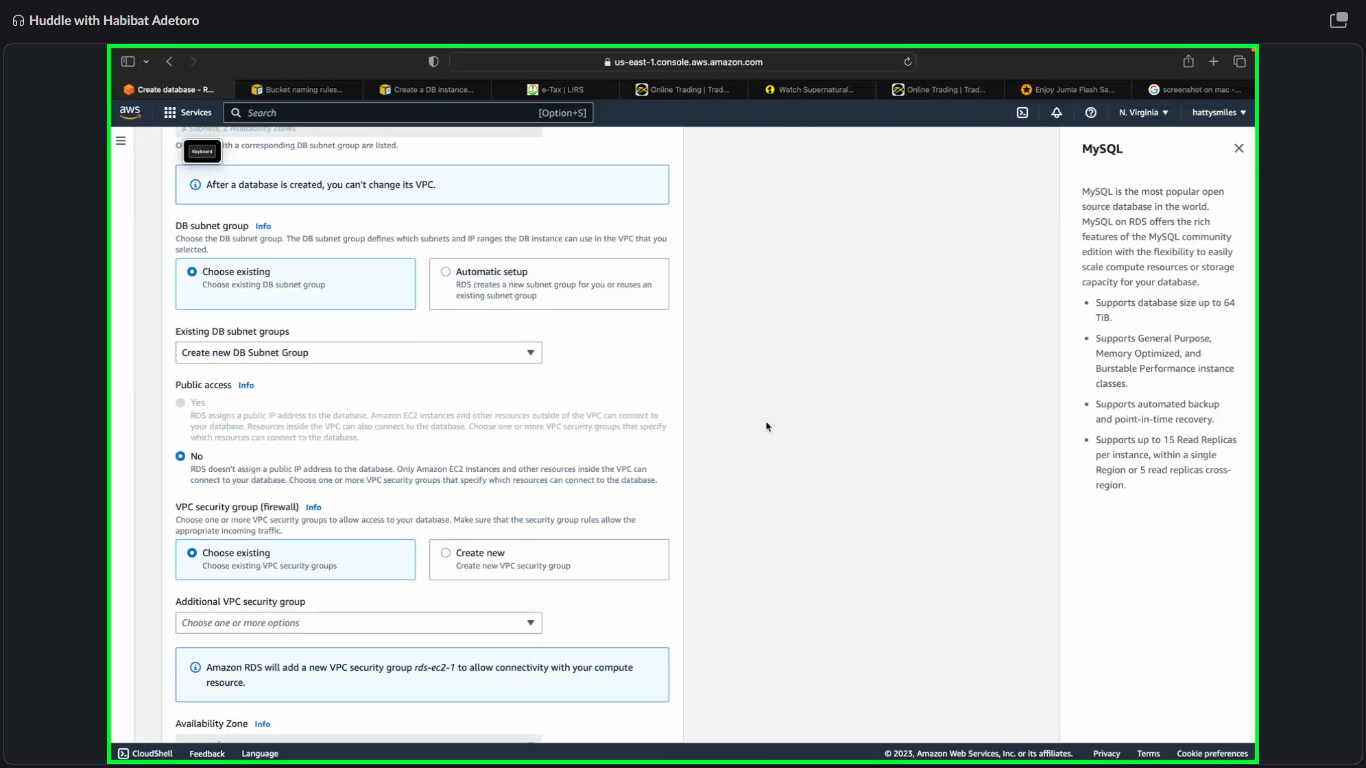 Huddle with Habibat Adetoro
us-east-1.console.aws.amazon.com
Create database - R...
Bucket naming rules...
Create a DB instance...
e-Tax | LIRS
Online Trading | Trad...
Watch Supernatural...
Online Trading | Trad...
Enjoy Jumia Flash Sa...
screenshot on mac -...
aws
Services
Search
[Option+S]
N. Virginia
hattysmiles
Subnets, 2 Availability Zones
Keyboard
th a corresponding DB subnet group are listed.
After a database is created, you can't change its VPC.
DB subnet group Info
Choose the DB subnet group. The DB subnet group defines which subnets and IP ranges the DB instance can use in the VPC that you
selected.
Choose existing
Choose existing DB subnet group
Automatic setup
RDS creates a new subnet group for you or reuses an
existing subnet group
Existing DB subnet groups
Create new DB Subnet Group
Public access Info
Yes
RDS assigns a public IP address to the database. Amazon EC2 instances and other resources outside of the VPC can connect to
your database. Resources inside the VPC can also connect to the database. Choose one or more VPC security groups that specify
which resources can connect to the database.
No
RDS doesn't assign a public IP address to the database. Only Amazon EC2 instances and other resources inside the VPC can
connect to your database. Choose one or more VPC security groups that specify which resources can connect to the database.
VPC security group (firewall) Info
Choose one or more VPC security groups to allow access to your database. Make sure that the security group rules allow the
appropriate incoming traffic.
Choose existing
Choose existing VPC security groups
Create new
Create new VPC security group
Additional VPC security group
Choose one or more options
Amazon RDS will add a new VPC security group rds-ec2-1 to allow connectivity with your compute
resource.
Availability Zone Info
MySQL
MySQL is the most popular open
source database in the world.
MySQL on RDS offers the rich
features of the MySQL community
edition with the flexibility to easily
scale compute resources or storage
capacity for your database.
• Supports database size up to 64
TiB.
• Supports General Purpose,
Memory Optimized, and
Burstable Performance instance
classes.
• Supports automated backup
and point-in-time recovery.
• Supports up to 15 Read Replicas
per instance, within a single
Region or 5 read replicas cross-
region.
CloudShell
Feedback
Language
© 2023, Amazon Web Services, Inc. or its affiliates.
Privacy
Terms
Cookie preferences